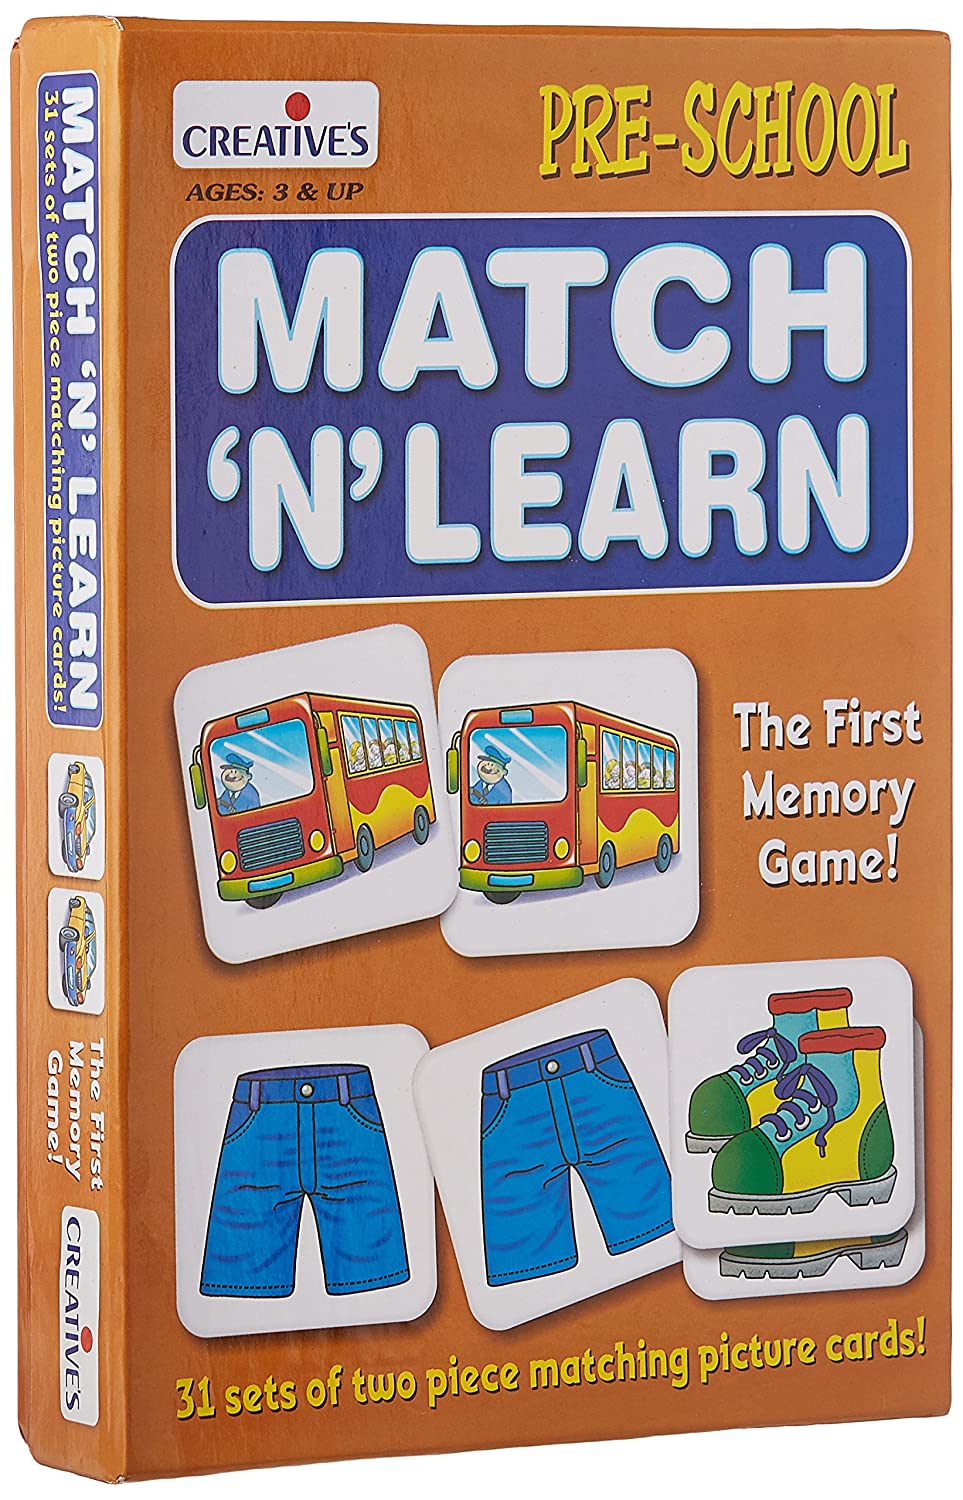 CREATIVE'S
AGES: 3 & UP
PRE-SCHOOL
MATCH
'N' LEARN
The First
Memory
Game!
31 sets of two piece matching picture cards!
MATCH 'N' LEARN
31 sets of two piece matching picture cards!
The First
Memory
Game!
CREATIVE'S